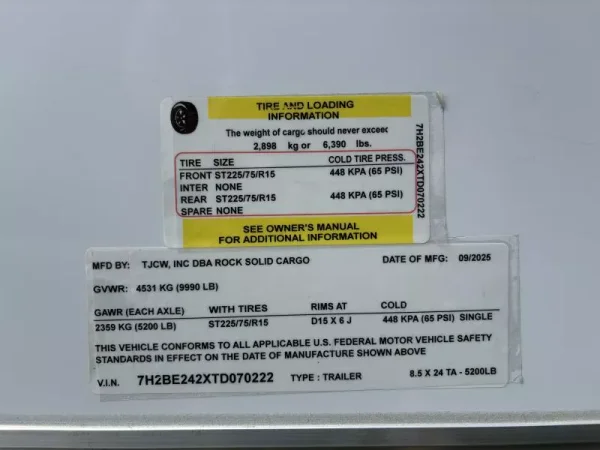 TIRE AND LOADING
INFORMATION
The weight of cargo should never exceed
2,898 kg or 6,390 lbs.
TIRE SIZE COLD TIRE PRESS.
FRONT ST225/75/R15 448 KPA (65 PSI)
INTER NONE
REAR ST225/75/R15 448 KPA (65 PSI)
SPARE NONE
SEE OWNER'S MANUAL
FOR ADDITIONAL INFORMATION
7H2BE242XTD070222
MFD BY: TJCW, INC DBA ROCK SOLID CARGO DATE OF MFG: 09/2025
GVWR: 4531 KG (9990 LB)
GAWR (EACH AXLE) WITH TIRES RIMS AT COLD
2359 KG (5200 LB) ST225/75/R15 D15 X 6 J 448 KPA (65 PSI) SINGLE
THIS VEHICLE CONFORMS TO ALL APPLICABLE U.S. FEDERAL MOTOR VEHICLE SAFETY
STANDARDS IN EFFECT ON THE DATE OF MANUFACTURE SHOWN ABOVE
V.I.N. 7H2BE242XTD070222 TYPE : TRAILER 8.5 X 24 TA - 5200LB